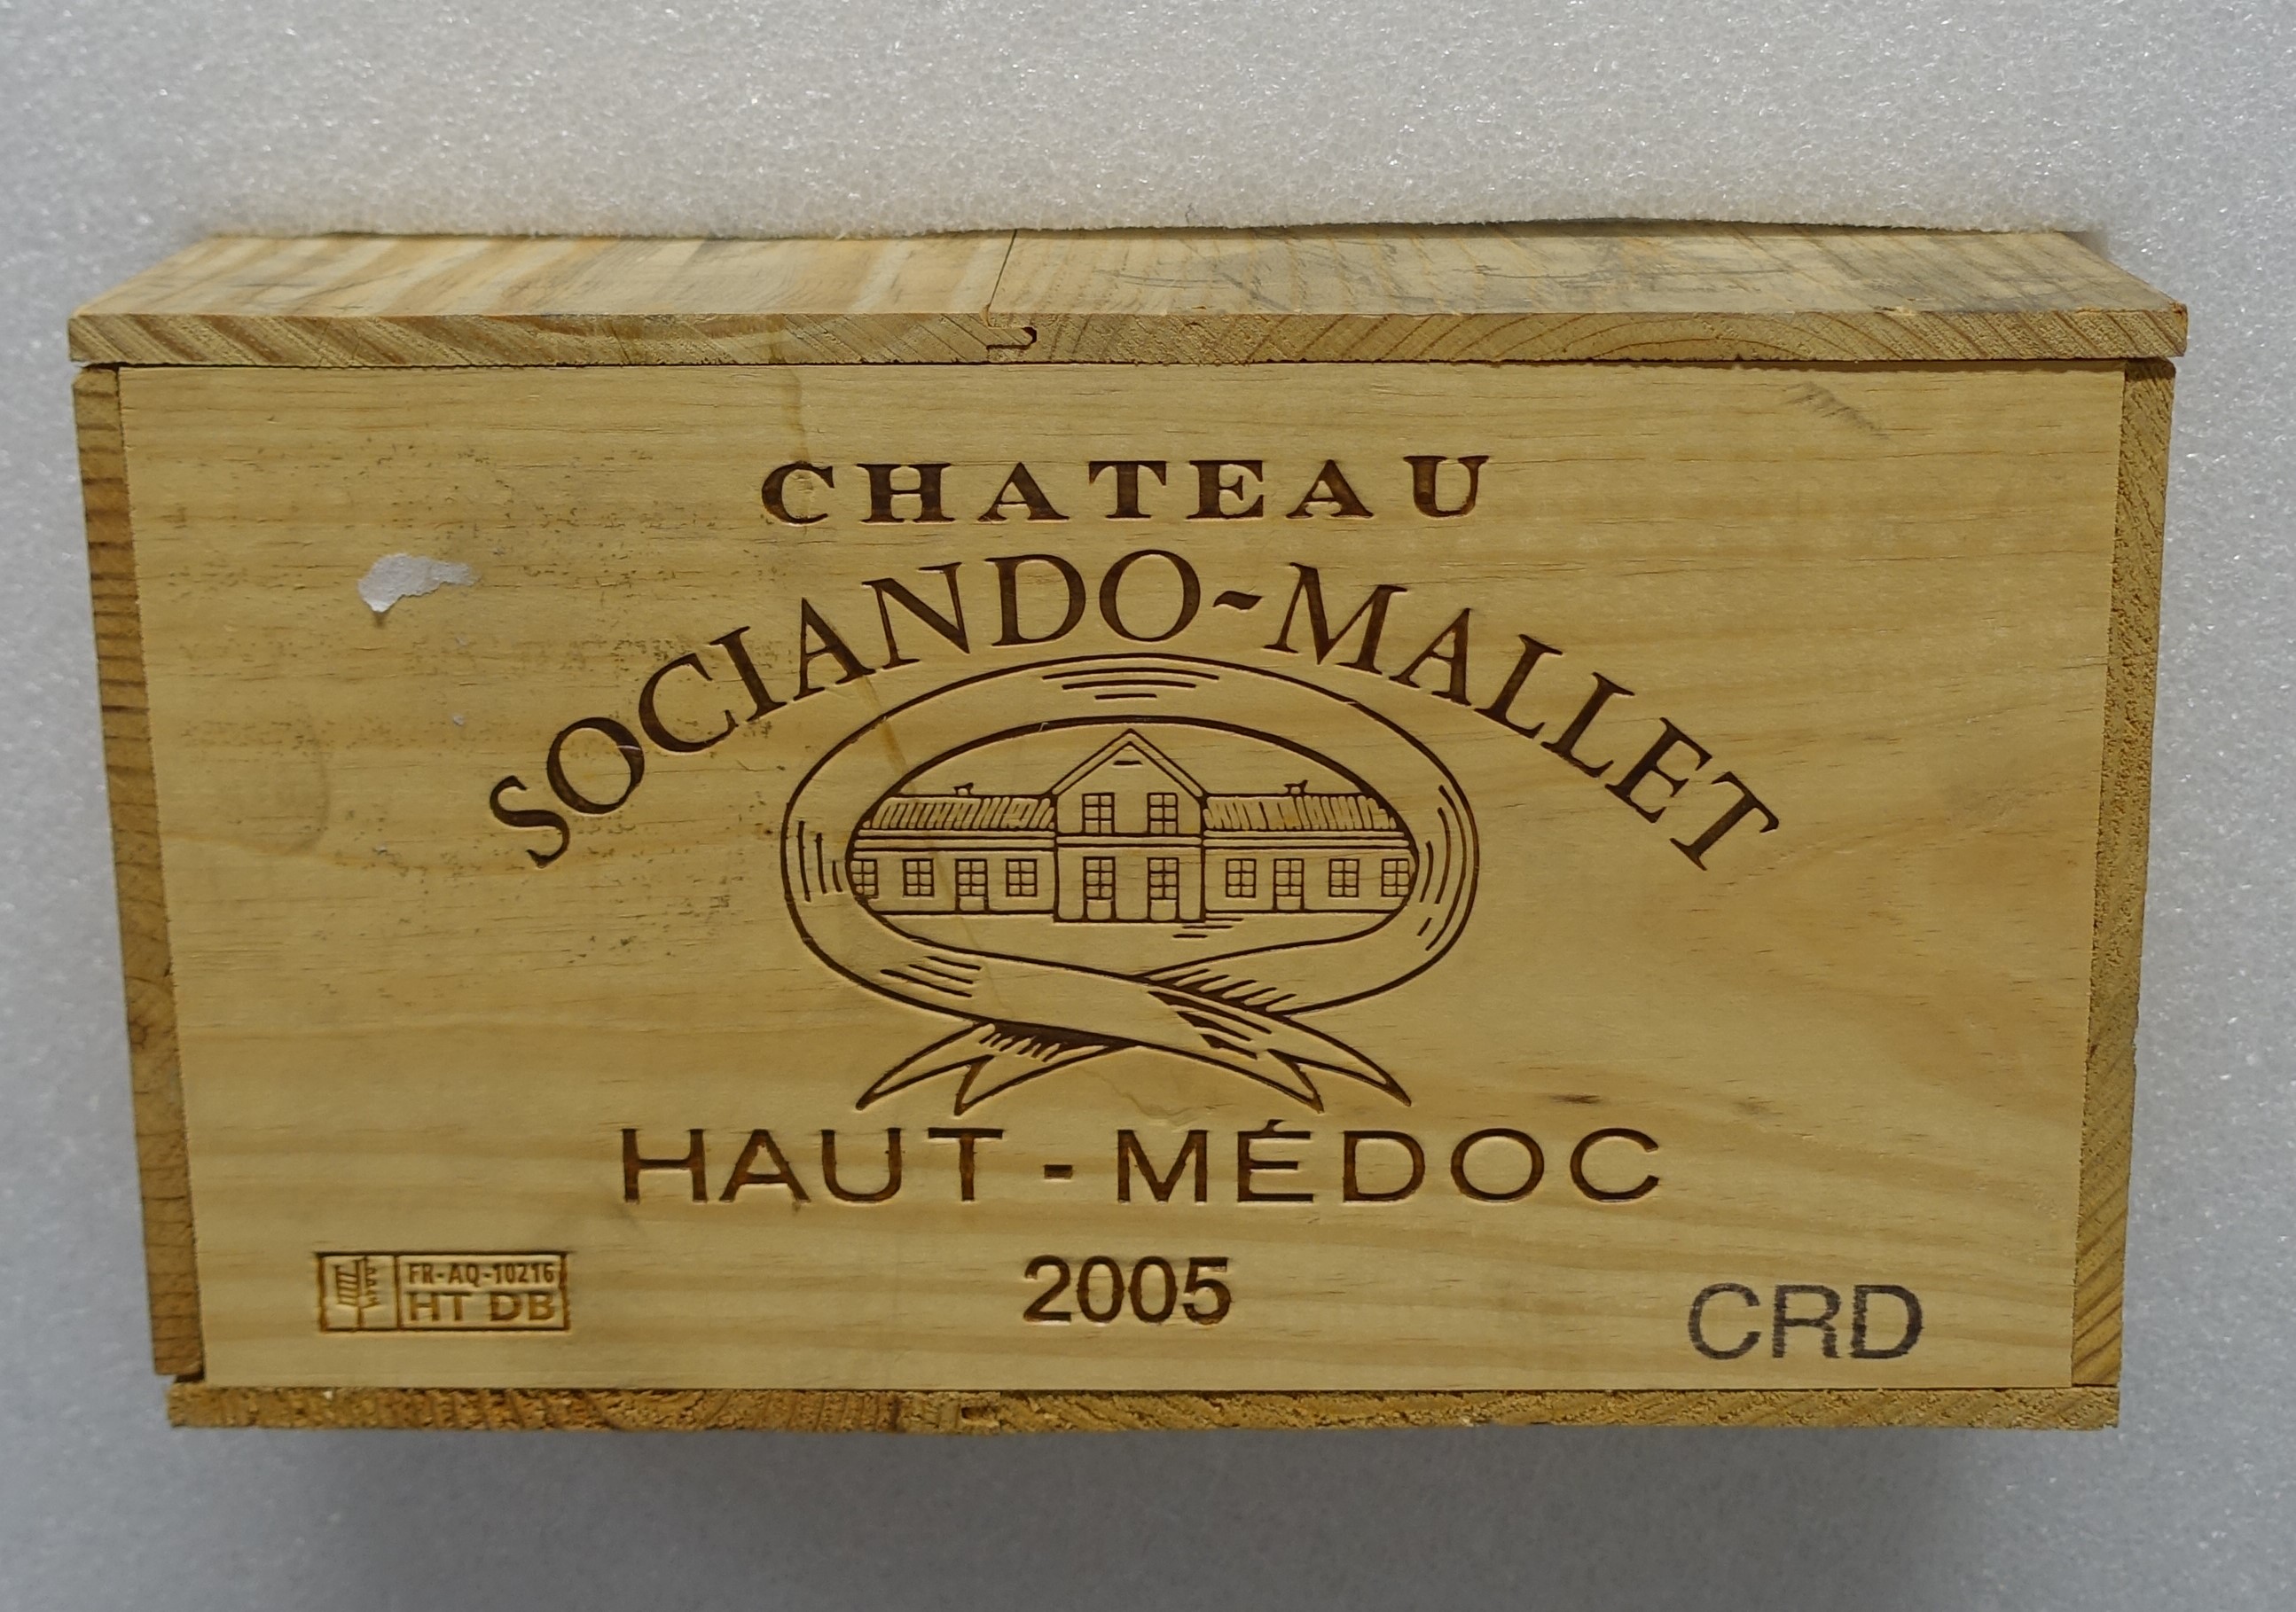 CHATEAU
SOCIANDO-MALLET
HAUT-MÉDOC
2005
FR-AQ-10216
HT DB
CRD